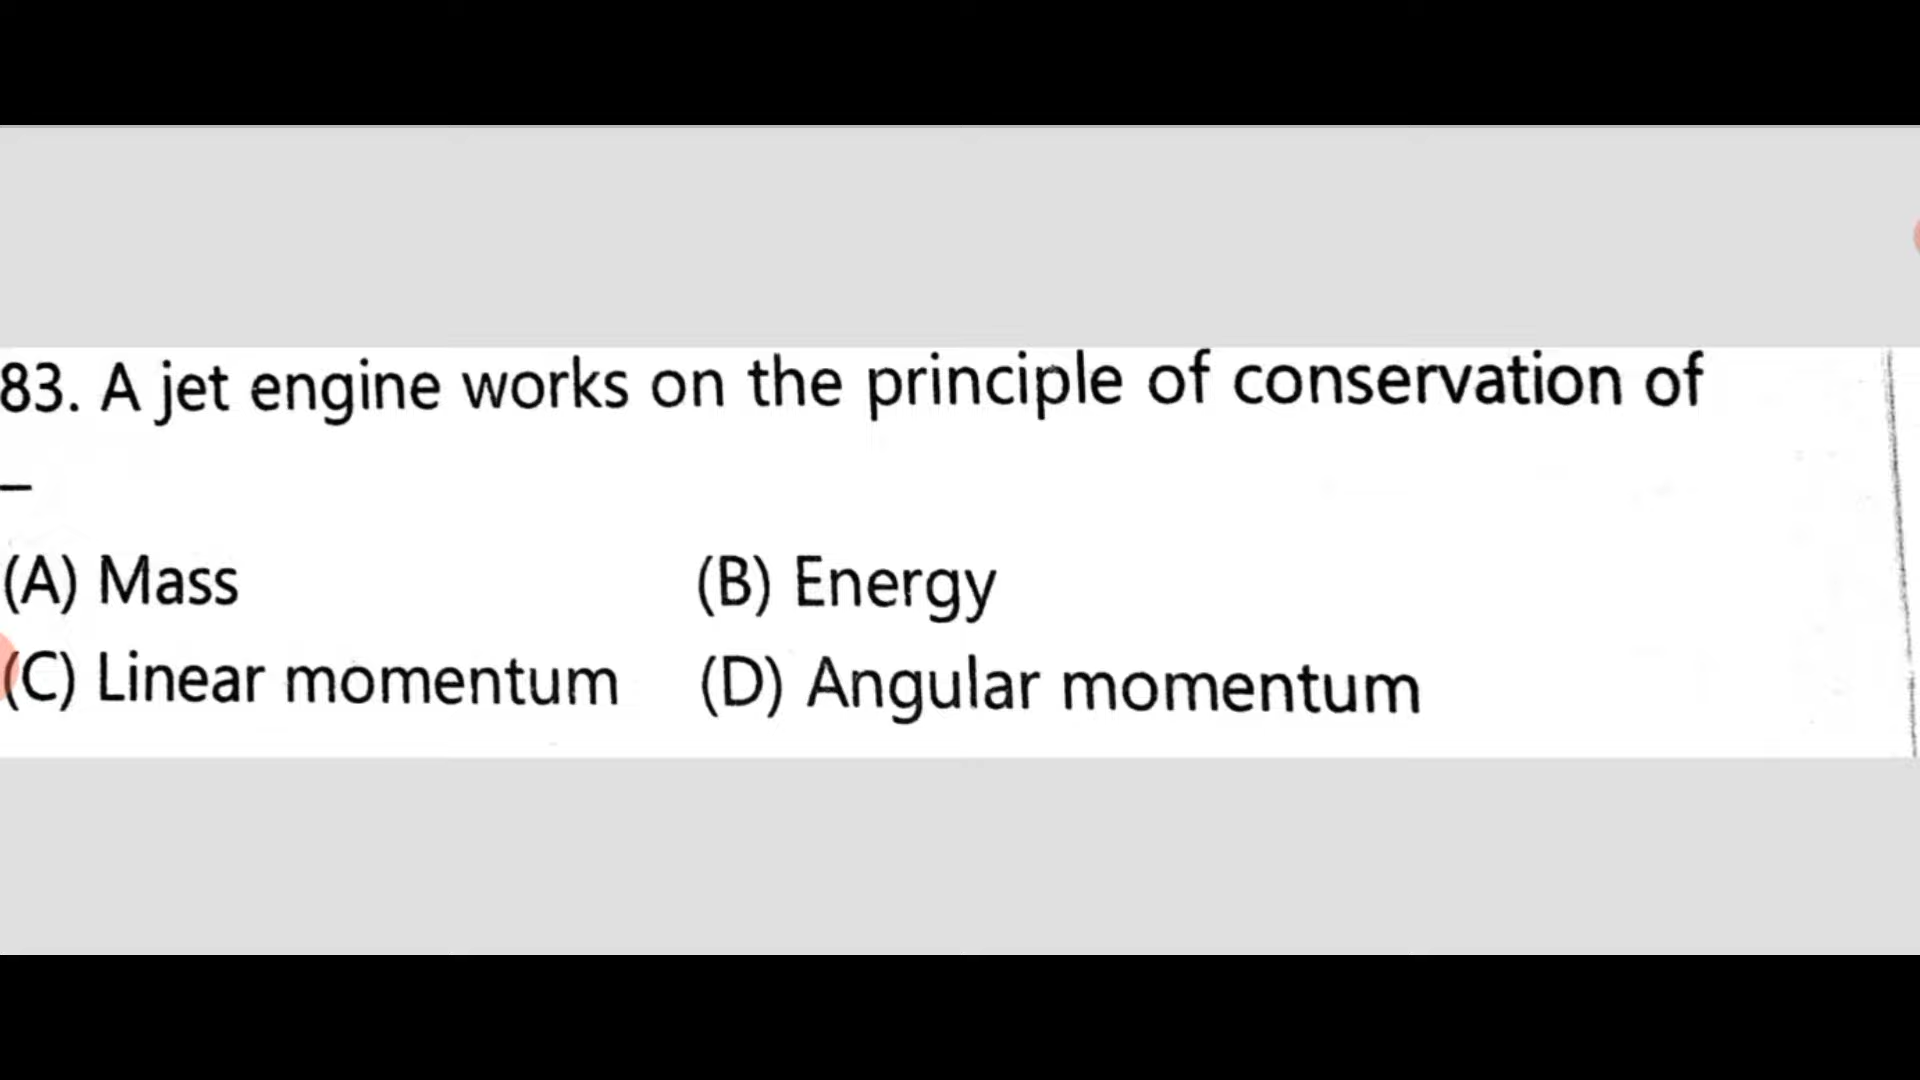 83. A jet engine works on the principle of conservation of
–
(A) Mass (B) Energy
(C) Linear momentum (D) Angular momentum